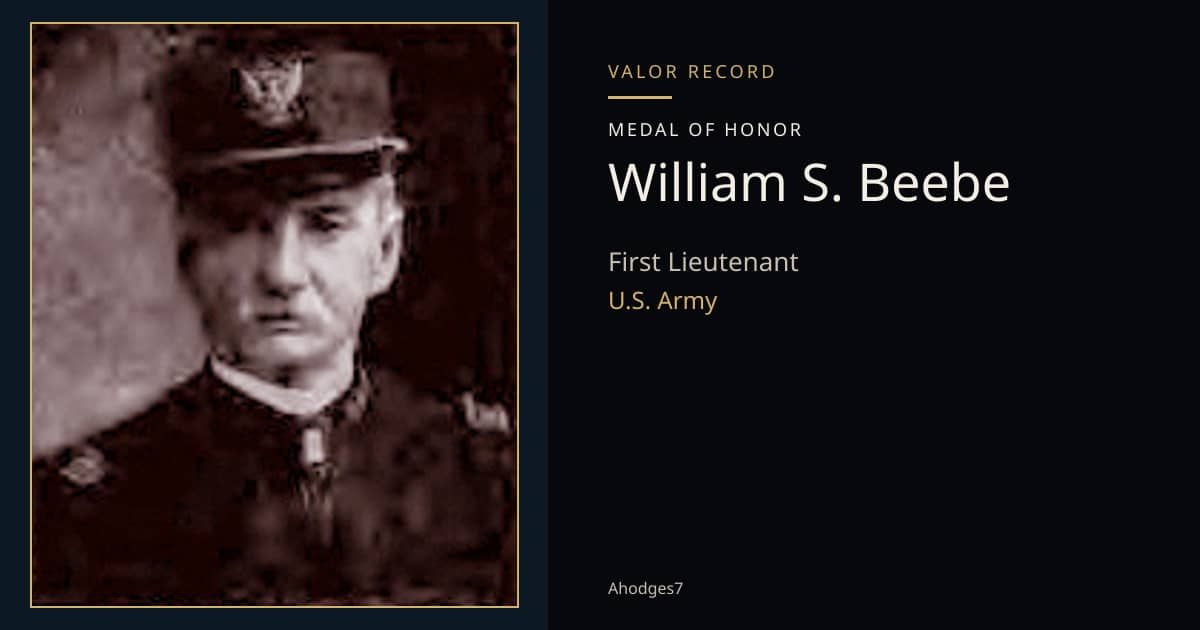 VALOR RECORD
MEDAL OF HONOR
William S. Beebe
First Lieutenant
U.S. Army
Ahodges7